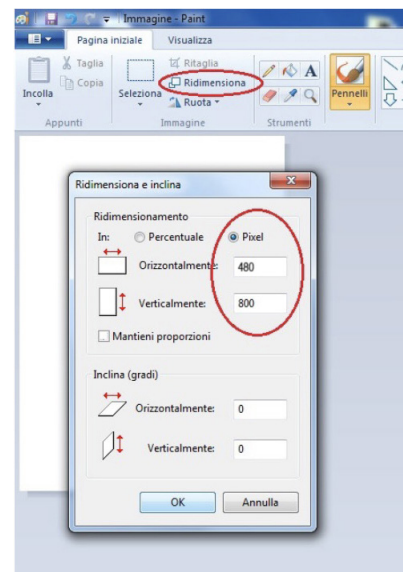 Immagine - Paint
Pagina iniziale Visualizza
Incolla
Taglia
Copia
Appunti
Seleziona
Ritaglia
Ridimensiona
Ruota
Immagine
A
Strumenti
Pennelli
Ridimensiona e inclina
Ridimensionamento
In: Percentuale Pixel
Orizzontalmente: 480
Verticalmente: 800
Mantieni proporzioni
Inclina (gradi)
Orizzontalmente: 0
Verticalmente: 0
OK Annulla